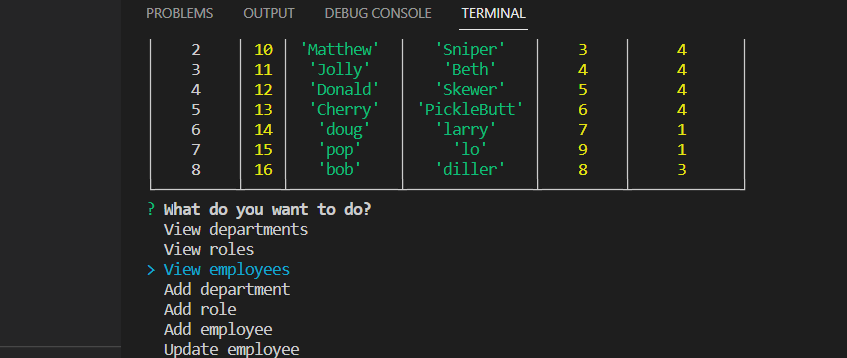 PROBLEMS OUTPUT DEBUG CONSOLE TERMINAL
2 10 'Matthew' 'Sniper' 3 4
3 11 'Jolly' 'Beth' 4 4
4 12 'Donald' 'Skewer' 5 4
5 13 'Cherry' 'PickleButt' 6 4
6 14 'doug' 'larry' 7 1
7 15 'pop' 'lo' 9 1
8 16 'bob' 'diller' 8 3
? What do you want to do?
View departments
View roles
> View employees
Add department
Add role
Add employee
Update employee